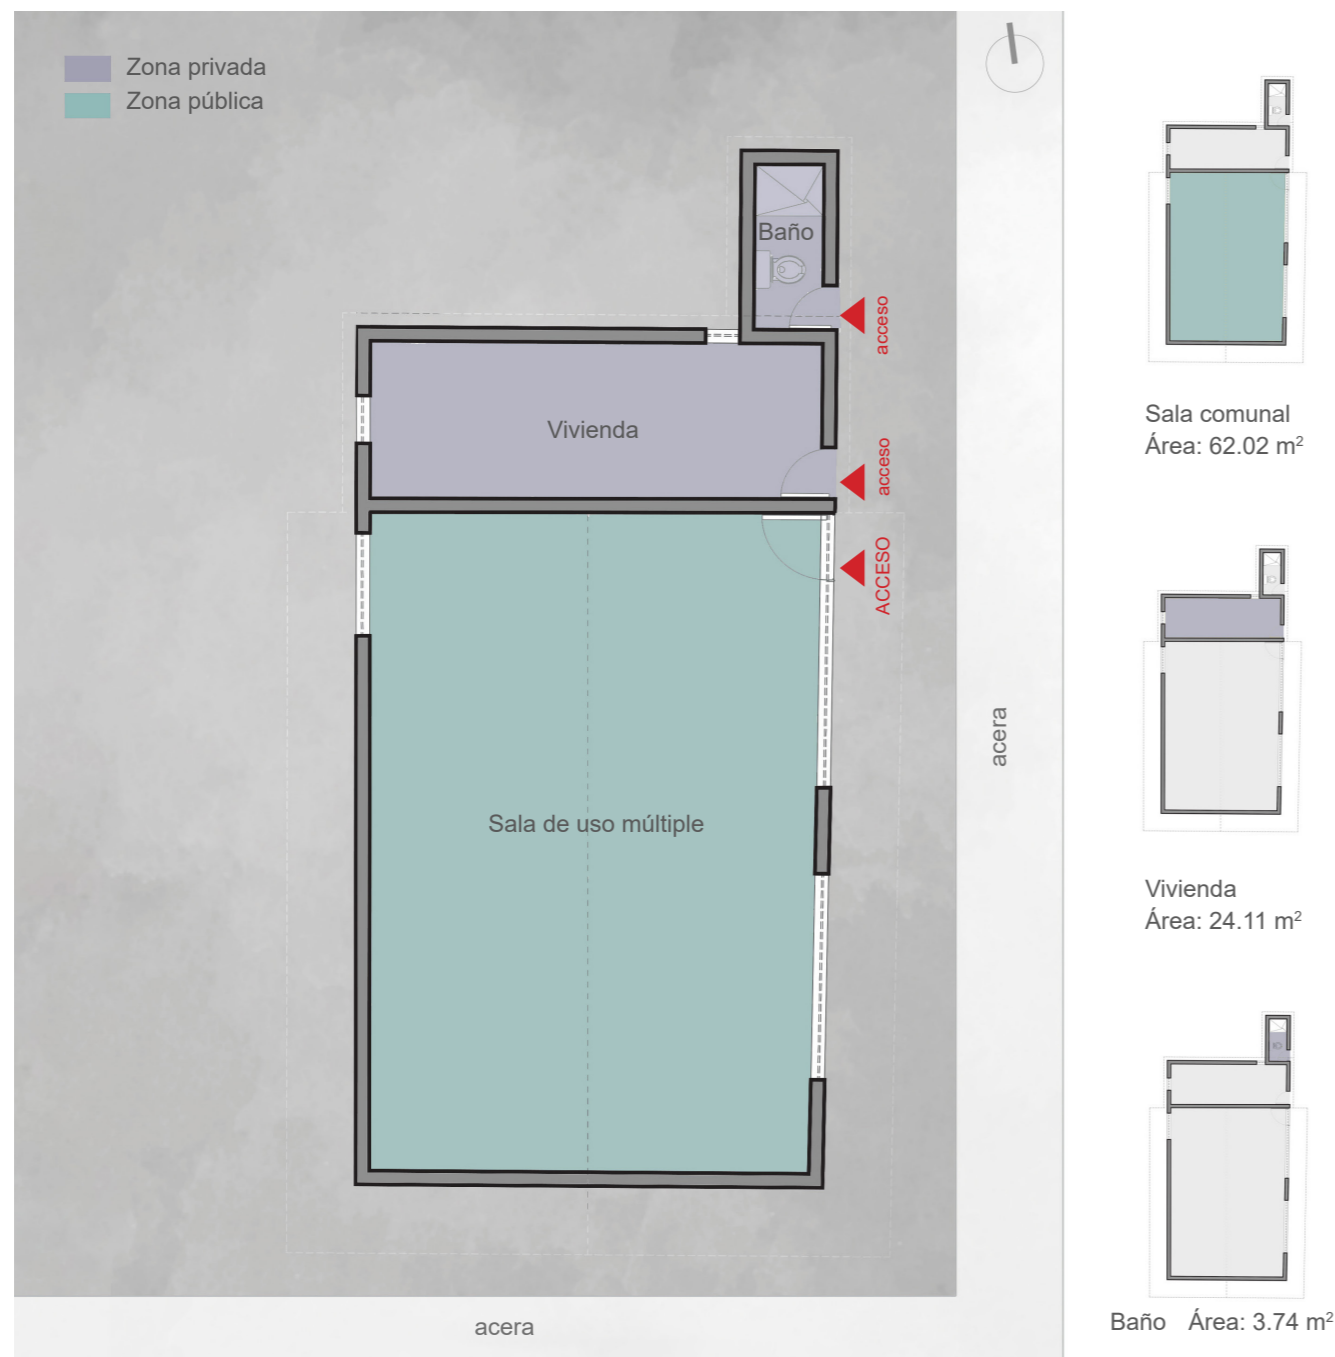 Zona privada
Zona pública
Baño
acceso
Vivienda
acceso
ACCESO
Sala de uso múltiple
acera
acera
Sala comunal
Área: 62.02 m²
Vivienda
Área: 24.11 m²
Baño Área: 3.74 m²